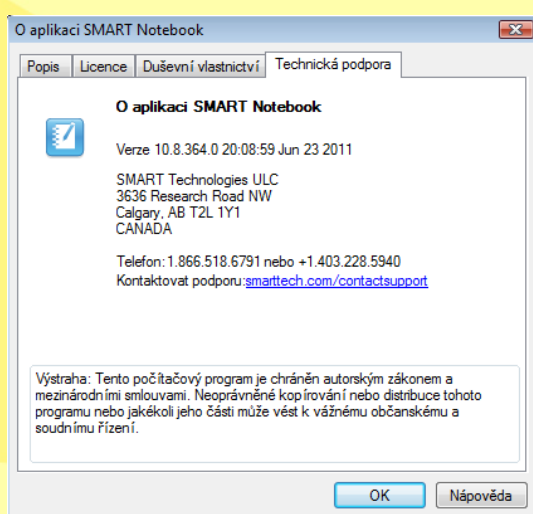 O aplikaci SMART Notebook
Popis
Licence
Duševní vlastnictví
Technická podpora
O aplikaci SMART Notebook
Verze 10.8.364.0 20:08:59 Jun 23 2011
SMART Technologies ULC
3636 Research Road NW
Calgary, AB T2L 1Y1
CANADA
Telefon: 1.866.518.6791 nebo +1.403.228.5940
Kontaktovat podporu:smarttech.com/contactsupport
Výstraha: Tento počítačový program je chráněn autorským zákonem a
mezinárodními smlouvami. Neoprávněné kopírování nebo distribuce tohoto
programu nebo jakékoli jeho části může vést k vážnému občanskému a
soudnímu řízení.
OK
Nápověda